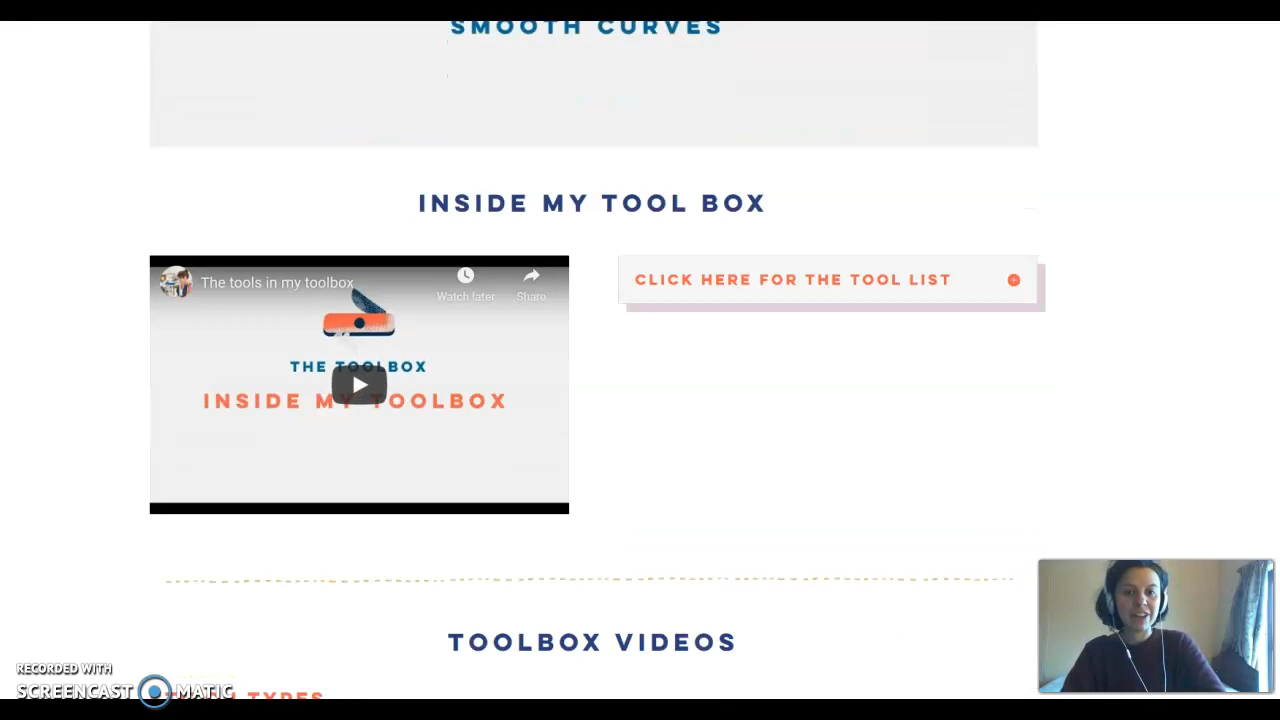 SMOOTH CURVES
INSIDE MY TOOL BOX
The tools in my toolbox
Watch later
Share
THE TOOLBOX
INSIDE MY TOOLBOX
CLICK HERE FOR THE TOOL LIST
TOOLBOX VIDEOS
TYPES
RECORDED WITH
SCREENCAST MATIC